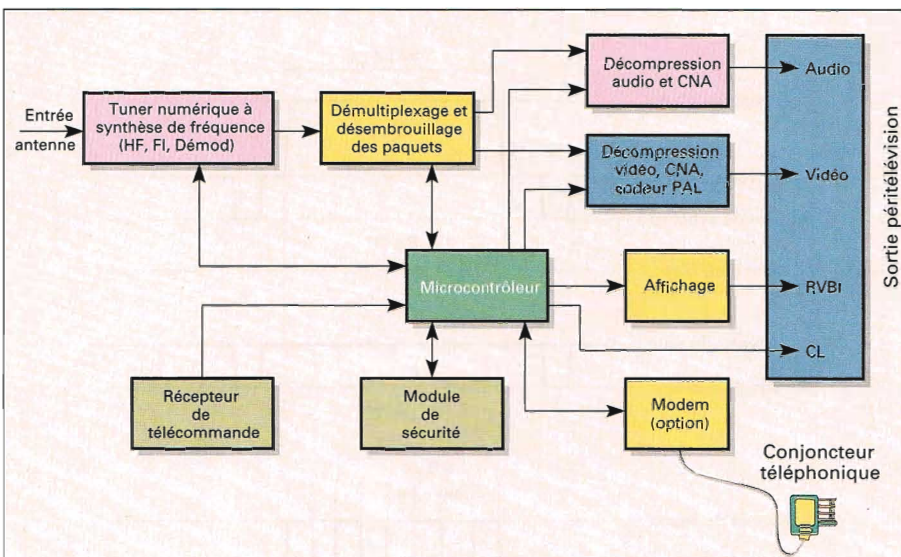 Entrée
antenne
Tuner numérique à
synthèse de fréquence
(HF, FI, Démod)
Démultiplexage et
désembrouillage
des paquets
Décompression
audio et CNA
Décompression
vidéo, CNA,
codeur PAL
Microcontrôleur
Affichage
Récepteur
de
télécommande
Module
de
sécurité
Modem
(option)
Audio
Vidéo
RVBI
CL
Sortie péritélévision
Conjoncteur
téléphonique